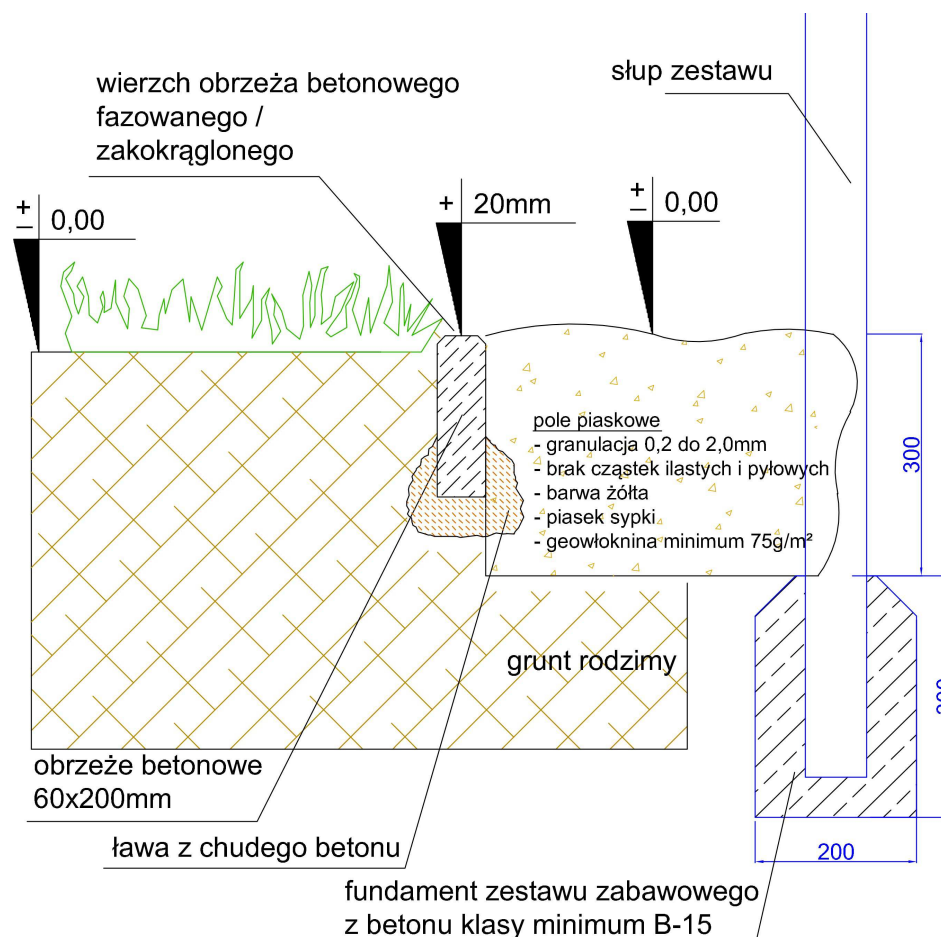 wierzch obrzeża betonowego
fazowanego /
zakokrąglonego
słup zestawu
+
− 0,00
+ 20mm
+
− 0,00
pole piaskowe
- granulacja 0,2 do 2,0mm
- brak cząstek ilastych i pyłowych
- barwa żółta
- piasek sypki
- geowłoknina minimum 75g/m²
300
grunt rodzimy
obrzeże betonowe
60x200mm
ława z chudego betonu
200
fundament zestawu zabawowego
z betonu klasy minimum B-15